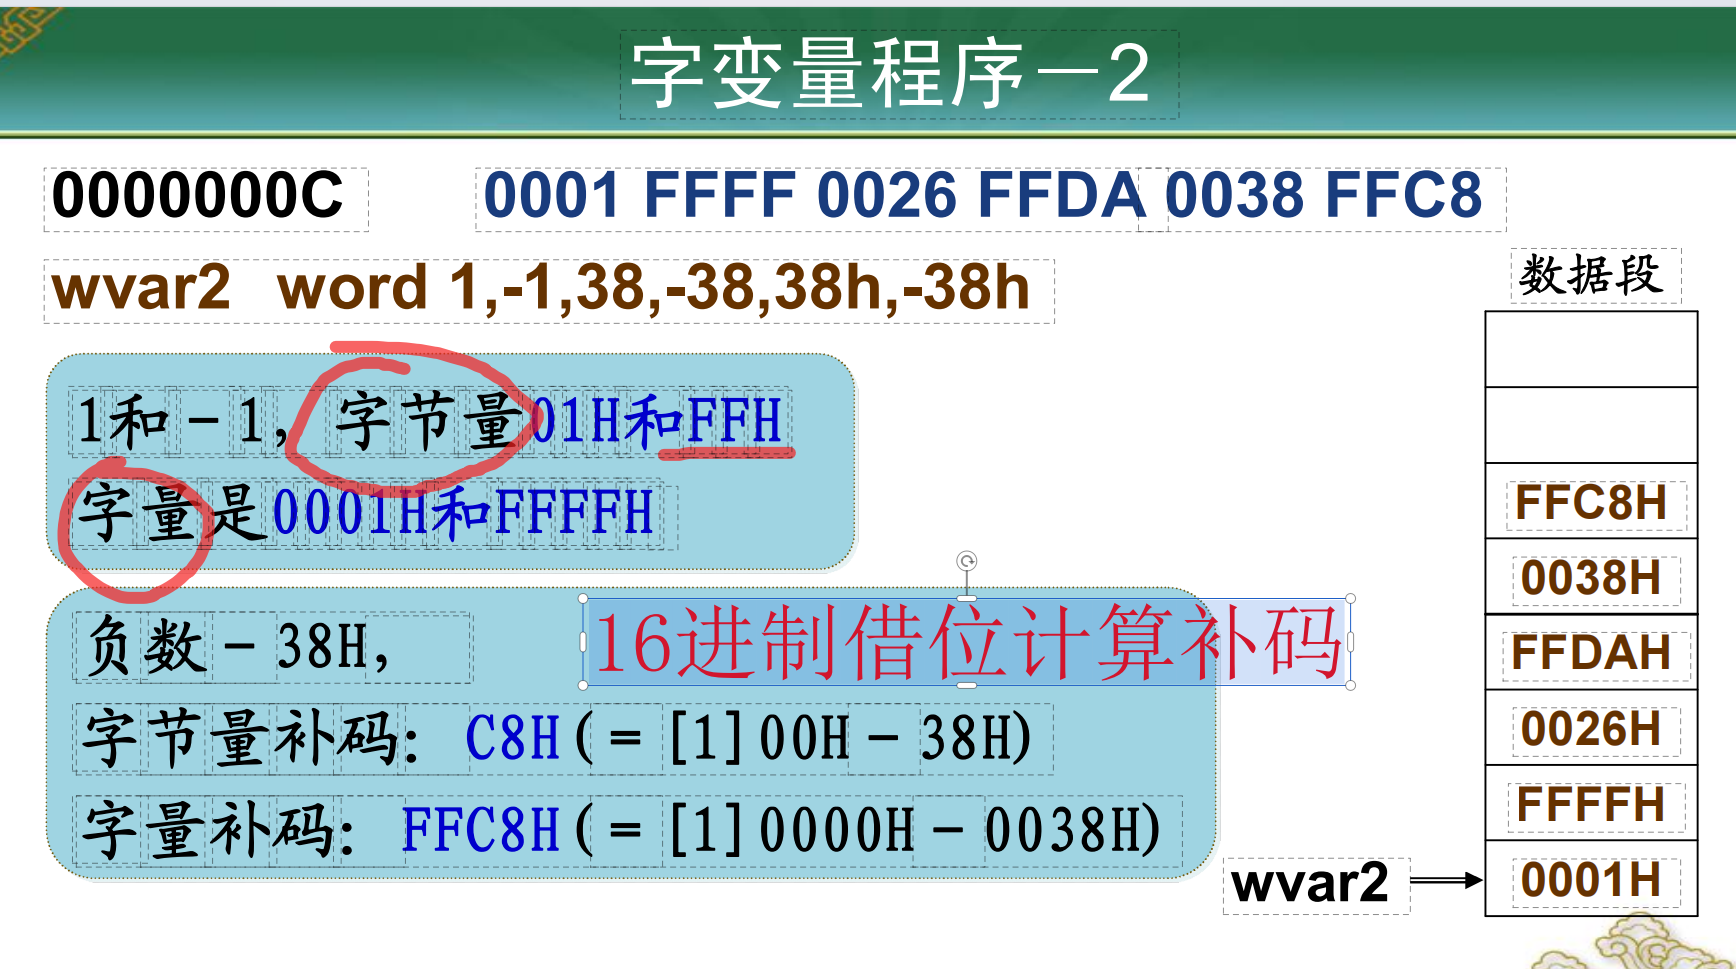 字变量程序－2
0000000C 0001 FFFF 0026 FFDA 0038 FFC8
wvar2 word 1,-1,38,-38,38h,-38h
1和－1，字节量01H和FFH
字量是0001H和FFFFH
负数－38H，
16进制借位计算补码
字节量补码：C8H(＝[1]00H－38H)
字量补码：FFC8H(＝[1]0000H－0038H)
数据段
FFC8H
0038H
FFDAH
0026H
FFFFH
wvar2
0001H